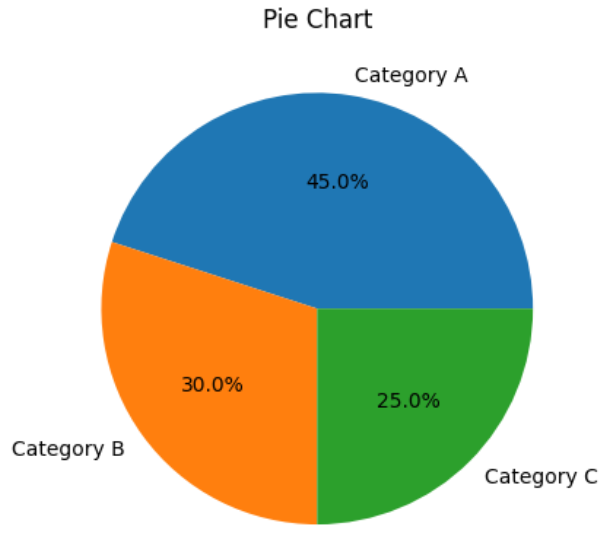 Pie Chart
Category A
45.0%
30.0%
25.0%
Category B
Category C